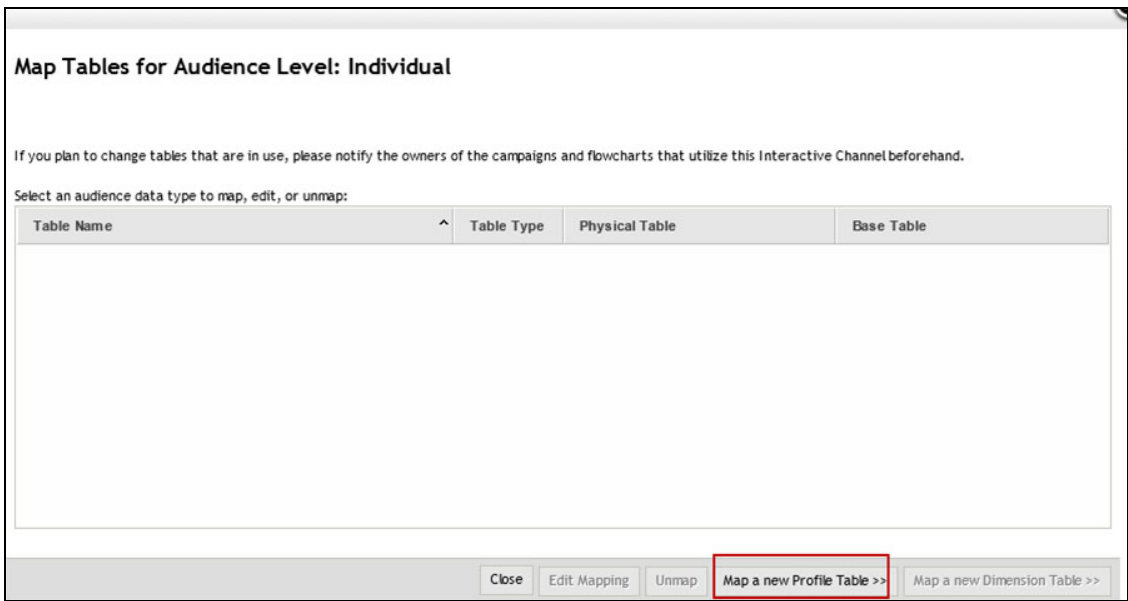 Map Tables for Audience Level: Individual
If you plan to change tables that are in use, please notify the owners of the campaigns and flowcharts that utilize this Interactive Channel beforehand.
Select an audience data type to map, edit, or unmap:
Table Name Table Type Physical Table Base Table
Close Edit Mapping Unmap Map a new Profile Table >> Map a new Dimension Table >>